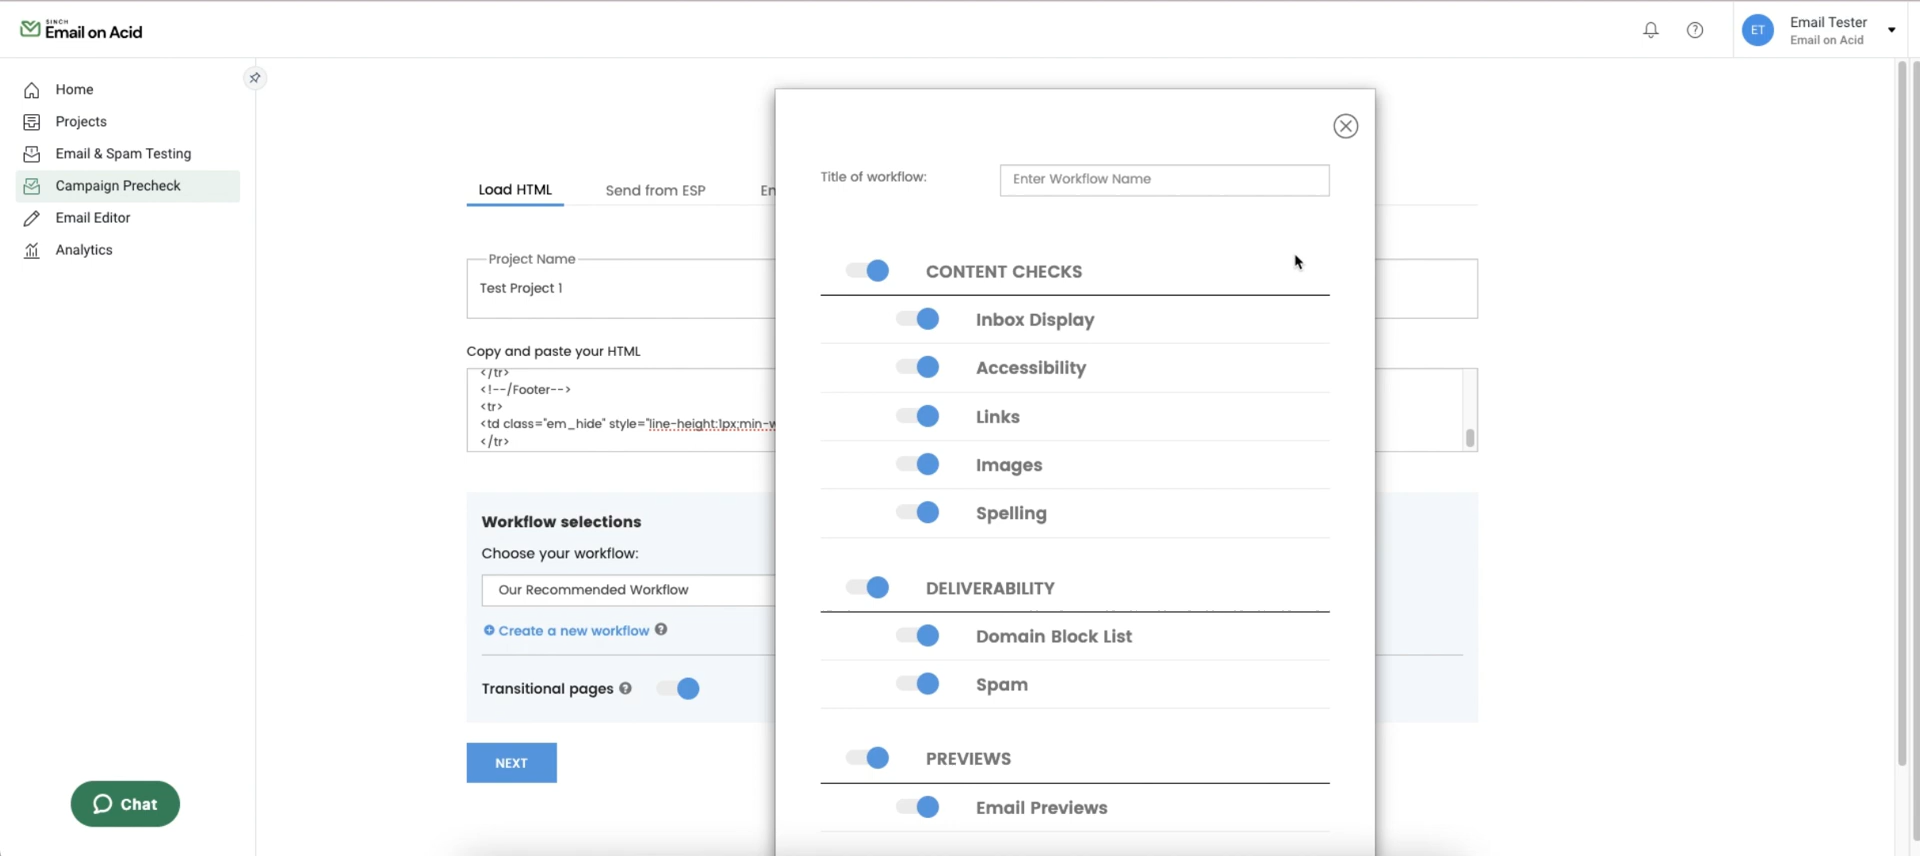 SINCH
Email on Acid
ET
Email Tester
Email on Acid
Home
Projects
Email & Spam Testing
Campaign Precheck
Email Editor
Analytics
Chat
Load HTML
Send from ESP
En
Project Name
Test Project 1
Copy and paste your HTML
</tr>
<!--/Footer-->
<tr>
<td class="em_hide" style="line-height:1px;min-w
</tr>
Workflow selections
Choose your workflow:
Our Recommended Workflow
Create a new workflow
Transitional pages
NEXT
Title of workflow:
Enter Workflow Name
CONTENT CHECKS
Inbox Display
Accessibility
Links
Images
Spelling
DELIVERABILITY
Domain Block List
Spam
PREVIEWS
Email Previews